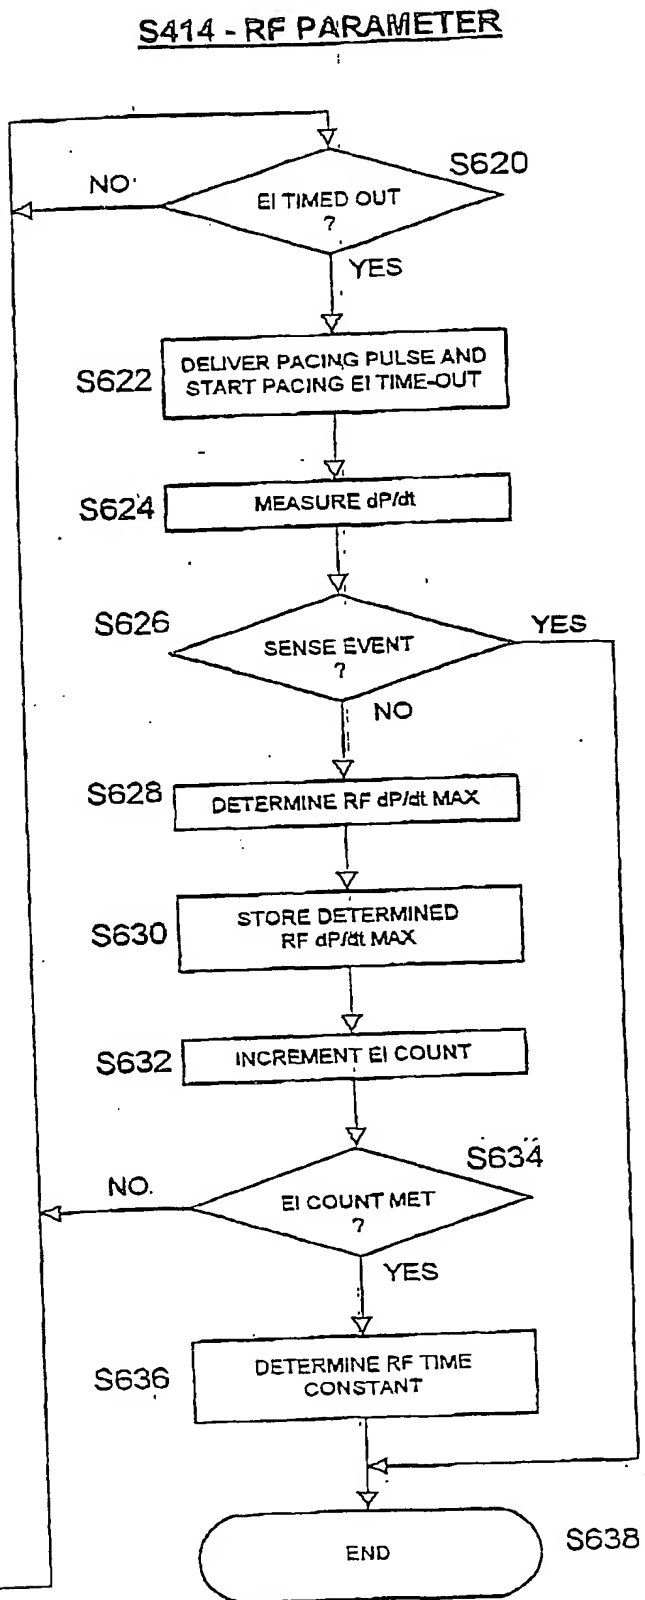 S414 - RF PARAMETER
S620
NO
EI TIMED OUT
?
YES
S622
DELIVER PACING PULSE AND
START PACING EI TIME-OUT
S624
MEASURE dP/dt
S626
YES
SENSE EVENT
?
NO
S628
DETERMINE RF dP/dt MAX
S630
STORE DETERMINED
RF dP/dt MAX
S632
INCREMENT EI COUNT
S634
NO.
EI COUNT MET
?
YES
S636
DETERMINE RF TIME
CONSTANT
END
S638